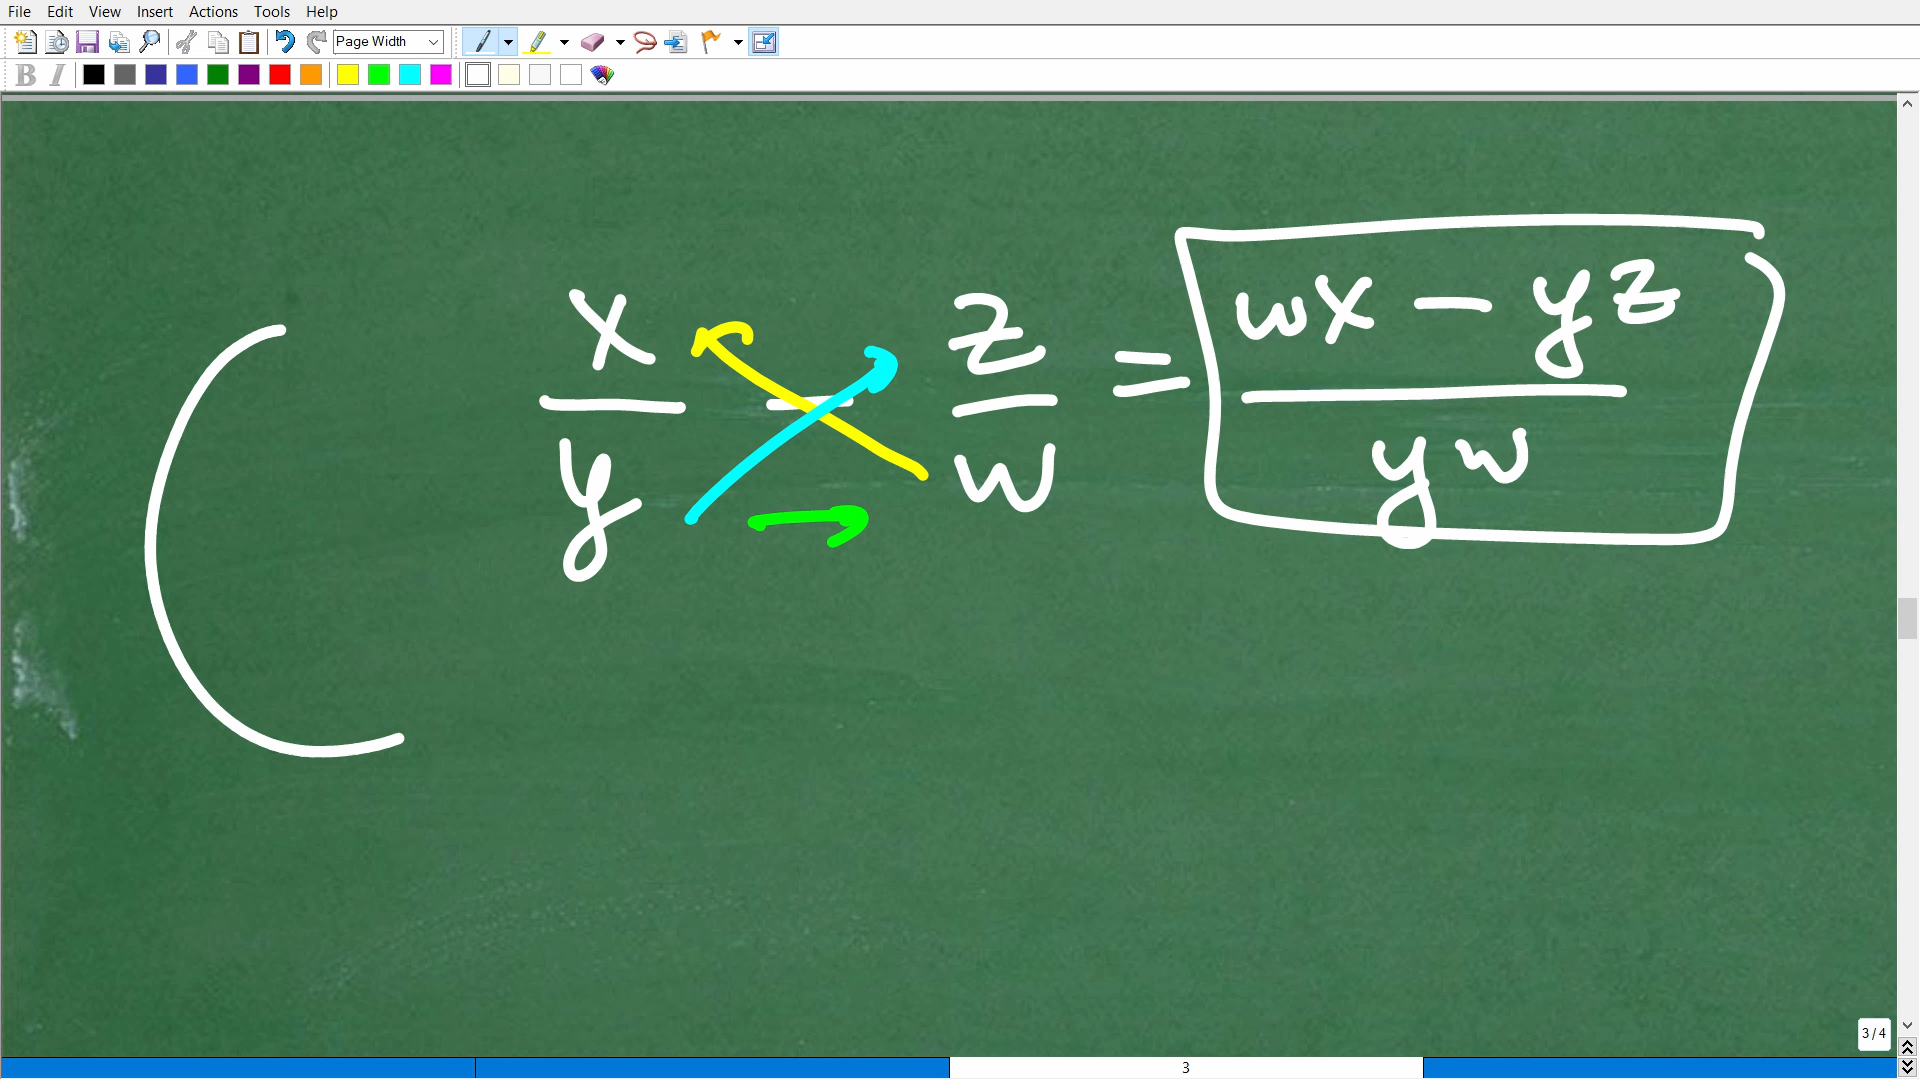 File Edit View Insert Actions Tools Help
Page Width
B I
x/y - z/w = (wx - yz)/(yw)
3 / 4
3